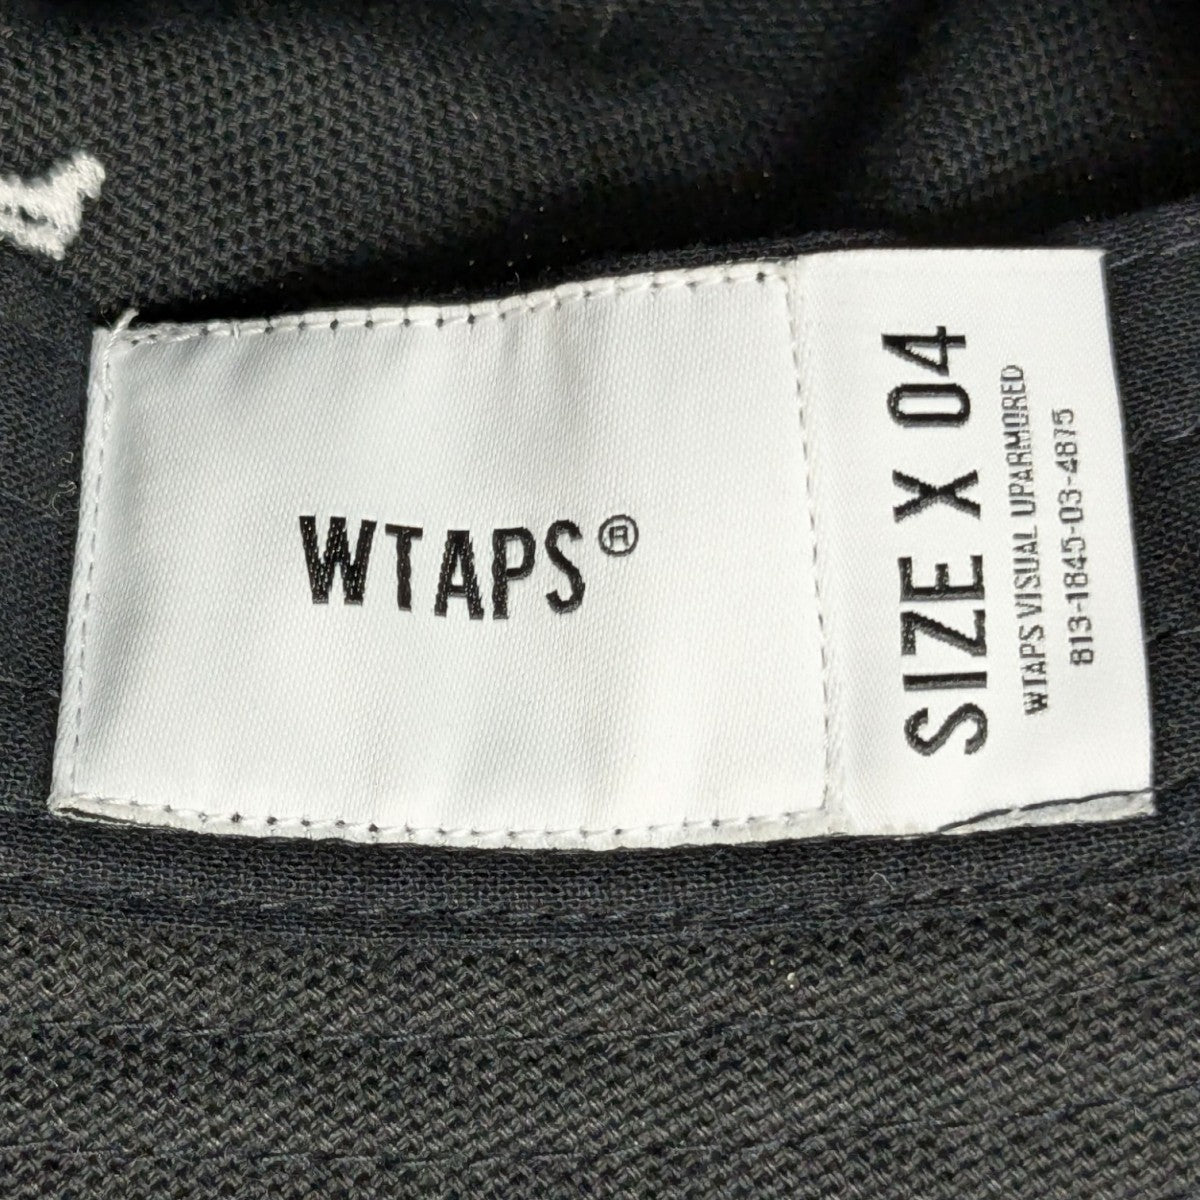 WTAPS®
SIZE X 04
WTAPS VISUAL UPARMORED
813-1845-03-4875